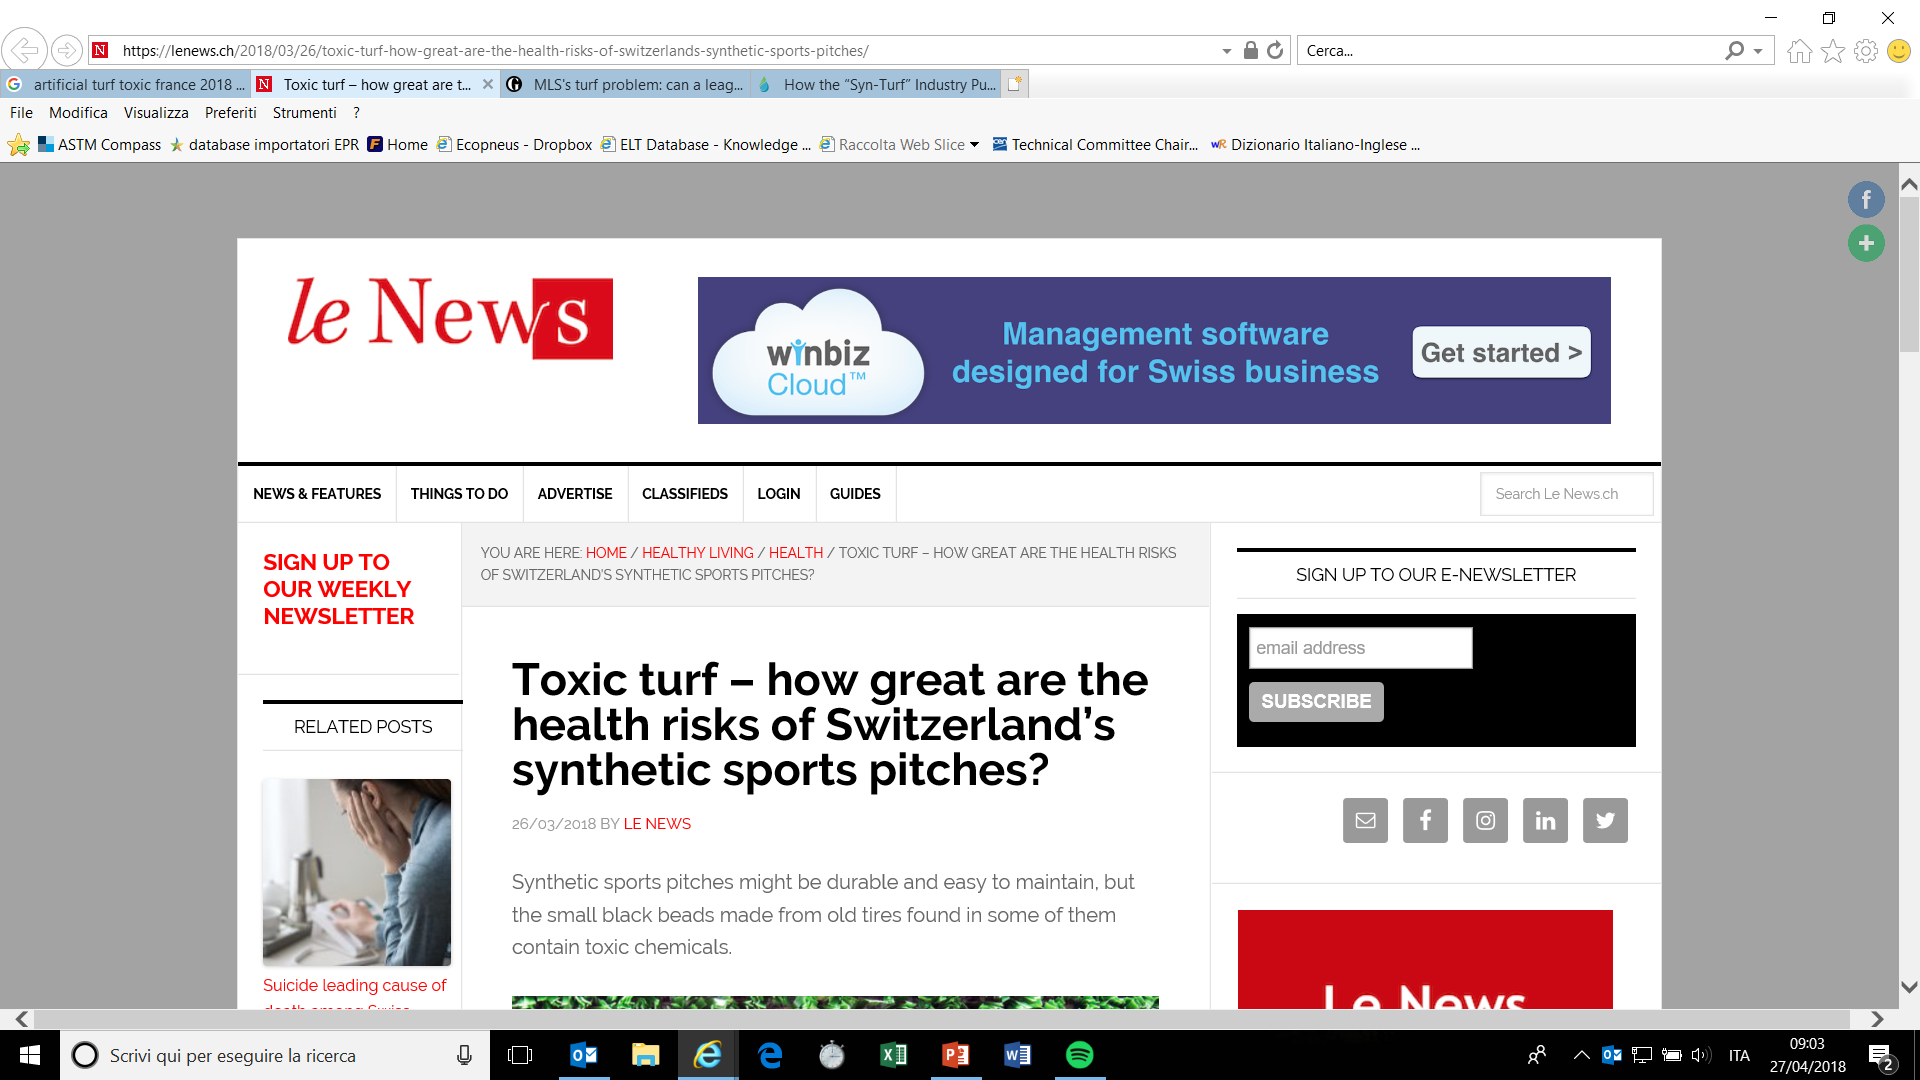 https://lenews.ch/2018/03/26/toxic-turf-how-great-are-the-health-risks-of-switzerlands-synthetic-sports-pitches/
Cerca...
artificial turf toxic france 2018 ...
Toxic turf – how great are t...
MLS's turf problem: can a leag...
How the “Syn-Turf” Industry Pu...
File Modifica Visualizza Preferiti Strumenti ?
ASTM Compass database importatori EPR Home Ecopneus - Dropbox ELT Database - Knowledge ... Raccolta Web Slice Technical Committee Chair... Dizionario Italiano-Inglese ...
le News
winbiz
Cloud™
Management software
designed for Swiss business
Get started >
NEWS & FEATURES THINGS TO DO ADVERTISE CLASSIFIEDS LOGIN GUIDES
Search Le News.ch
SIGN UP TO
OUR WEEKLY
NEWSLETTER
RELATED POSTS
Suicide leading cause of
death among Swiss
YOU ARE HERE: HOME / HEALTHY LIVING / HEALTH / TOXIC TURF – HOW GREAT ARE THE HEALTH RISKS
OF SWITZERLAND'S SYNTHETIC SPORTS PITCHES?
Toxic turf – how great are the
health risks of Switzerland’s
synthetic sports pitches?
26/03/2018 BY LE NEWS
Synthetic sports pitches might be durable and easy to maintain, but
the small black beads made from old tires found in some of them
contain toxic chemicals.
SIGN UP TO OUR E-NEWSLETTER
email address
SUBSCRIBE
Le News
Scrivi qui per eseguire la ricerca
ITA
09:03
27/04/2018
2